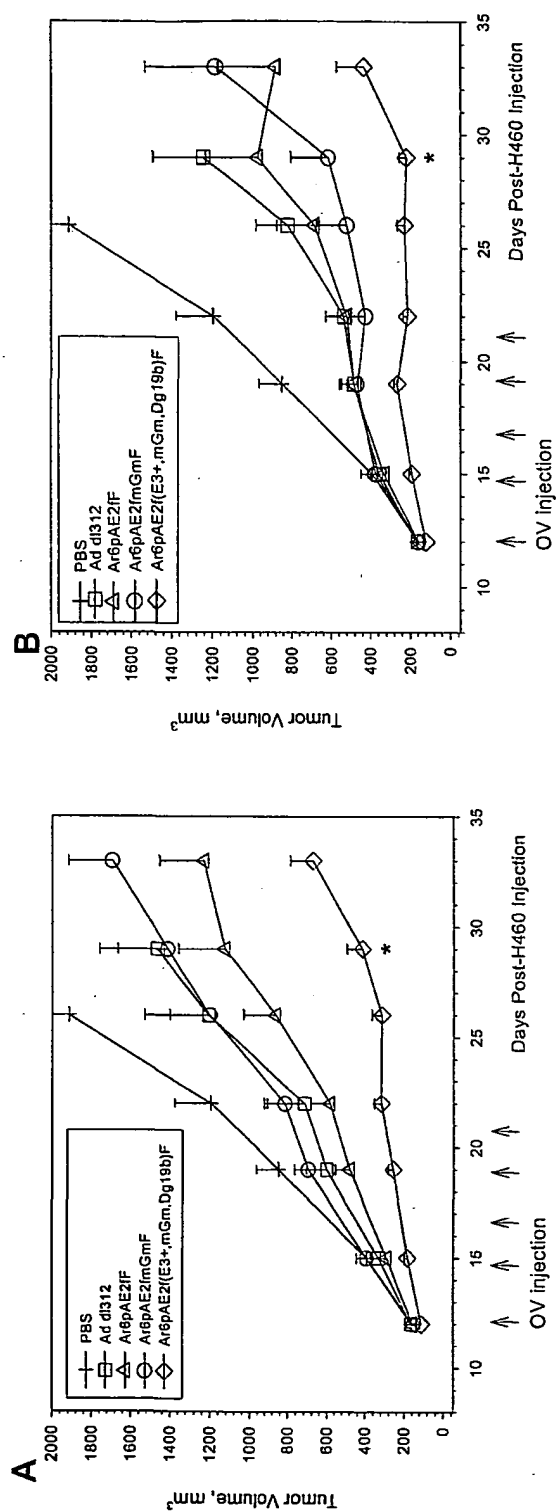 A
Tumor Volume, mm³
2000
1800
1600
1400
1200
1000
800
600
400
200
0
PBS
Ad dl312
Ar6pAE2fF
Ar6pAE2fmGmF
Ar6pAE2f(E3+,mGm,Dg19b)F
*
10
15
20
25
30
35
OV injection
Days Post-H460 Injection
B
Tumor Volume, mm³
2000
1800
1600
1400
1200
1000
800
600
400
200
0
PBS
Ad dl312
Ar6pAE2fF
Ar6pAE2fmGmF
Ar6pAE2f(E3+,mGm,Dg19b)F
*
10
15
20
25
30
35
OV injection
Days Post-H460 Injection